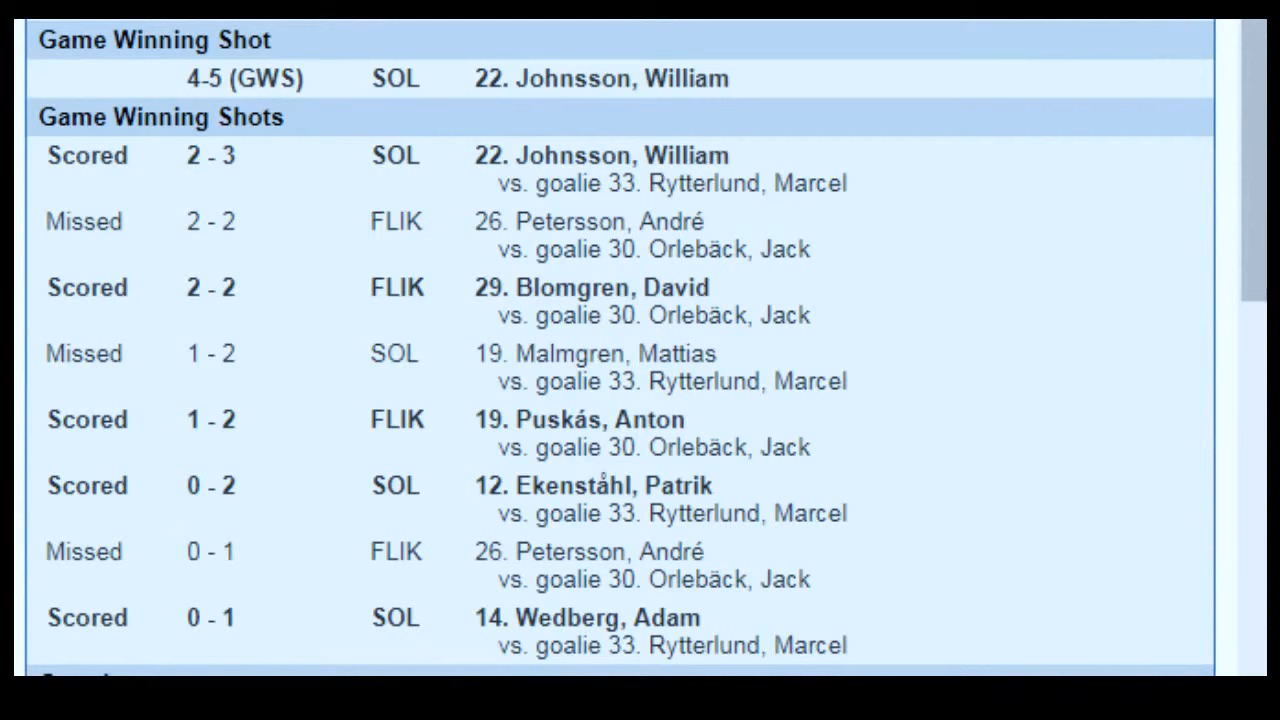 Game Winning Shot
4-5 (GWS) SOL 22. Johnsson, William
Game Winning Shots
Scored 2 - 3 SOL 22. Johnsson, William
vs. goalie 33. Rytterlund, Marcel
Missed 2 - 2 FLIK 26. Petersson, André
vs. goalie 30. Orlebäck, Jack
Scored 2 - 2 FLIK 29. Blomgren, David
vs. goalie 30. Orlebäck, Jack
Missed 1 - 2 SOL 19. Malmgren, Mattias
vs. goalie 33. Rytterlund, Marcel
Scored 1 - 2 FLIK 19. Puskás, Anton
vs. goalie 30. Orlebäck, Jack
Scored 0 - 2 SOL 12. Ekenståhl, Patrik
vs. goalie 33. Rytterlund, Marcel
Missed 0 - 1 FLIK 26. Petersson, André
vs. goalie 30. Orlebäck, Jack
Scored 0 - 1 SOL 14. Wedberg, Adam
vs. goalie 33. Rytterlund, Marcel